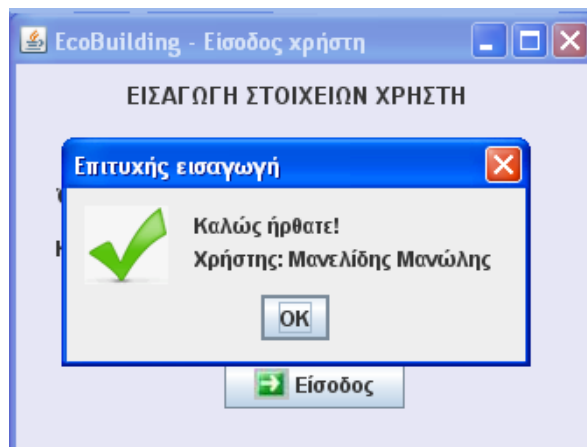 EcoBuilding - Είσοδος χρήστη
ΕΙΣΑΓΩΓΗ ΣΤΟΙΧΕΙΩΝ ΧΡΗΣΤΗ
Επιτυχής εισαγωγή
Καλώς ήρθατε!
Χρήστης: Μανελίδης Μανώλης
OK
Είσοδος